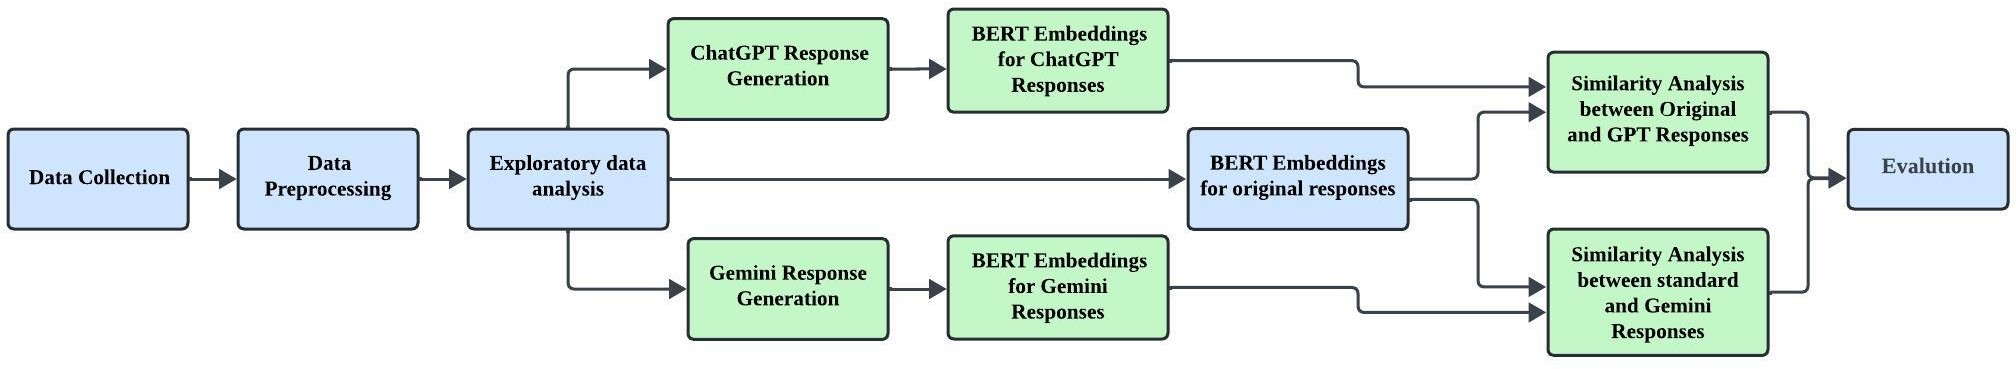 Data Collection
Data
Preprocessing
Exploratory data
analysis
ChatGPT Response
Generation
BERT Embeddings
for ChatGPT
Responses
BERT Embeddings
for original responses
Gemini Response
Generation
BERT Embeddings
for Gemini
Responses
Similarity Analysis
between Original
and GPT Responses
Similarity Analysis
between standard
and Gemini
Responses
Evalution